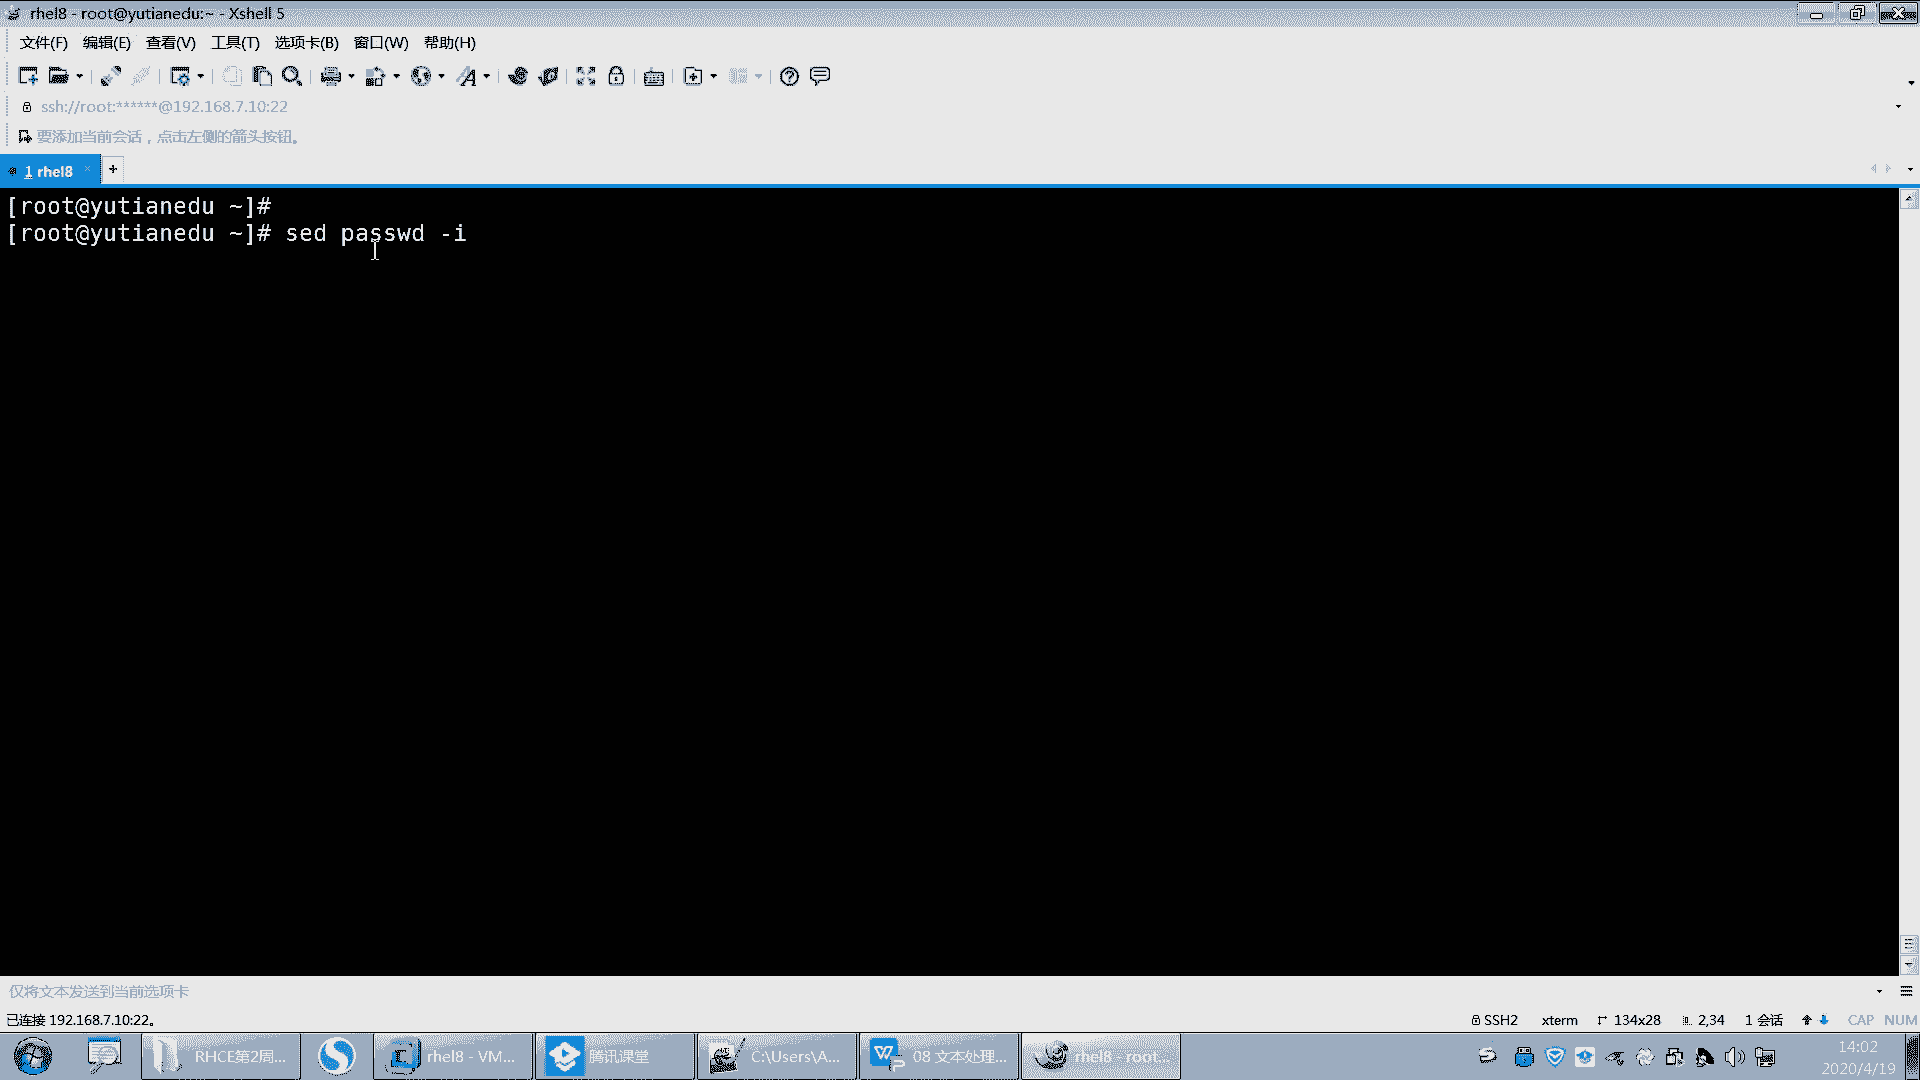 rhel8 - root@yutianedu:~ - Xshell 5
文件(F) 编辑(E) 查看(V) 工具(T) 选项卡(B) 窗口(W) 帮助(H)
ssh://root:******@192.168.7.10:22
要添加当前会话，点击左侧的箭头按钮。
1 rhel8
[root@yutianedu ~]#
[root@yutianedu ~]# sed passwd -i
仅将文本发送到当前选项卡
已连接 192.168.7.10:22。 SSH2 xterm 134x28 2,34 1 会话 CAP NUM
RHCE第2周... rhel8 - VM... 腾讯课堂 C:\Users\A... 08 文本处理... rhel8 - root... 14:02
2020/4/19